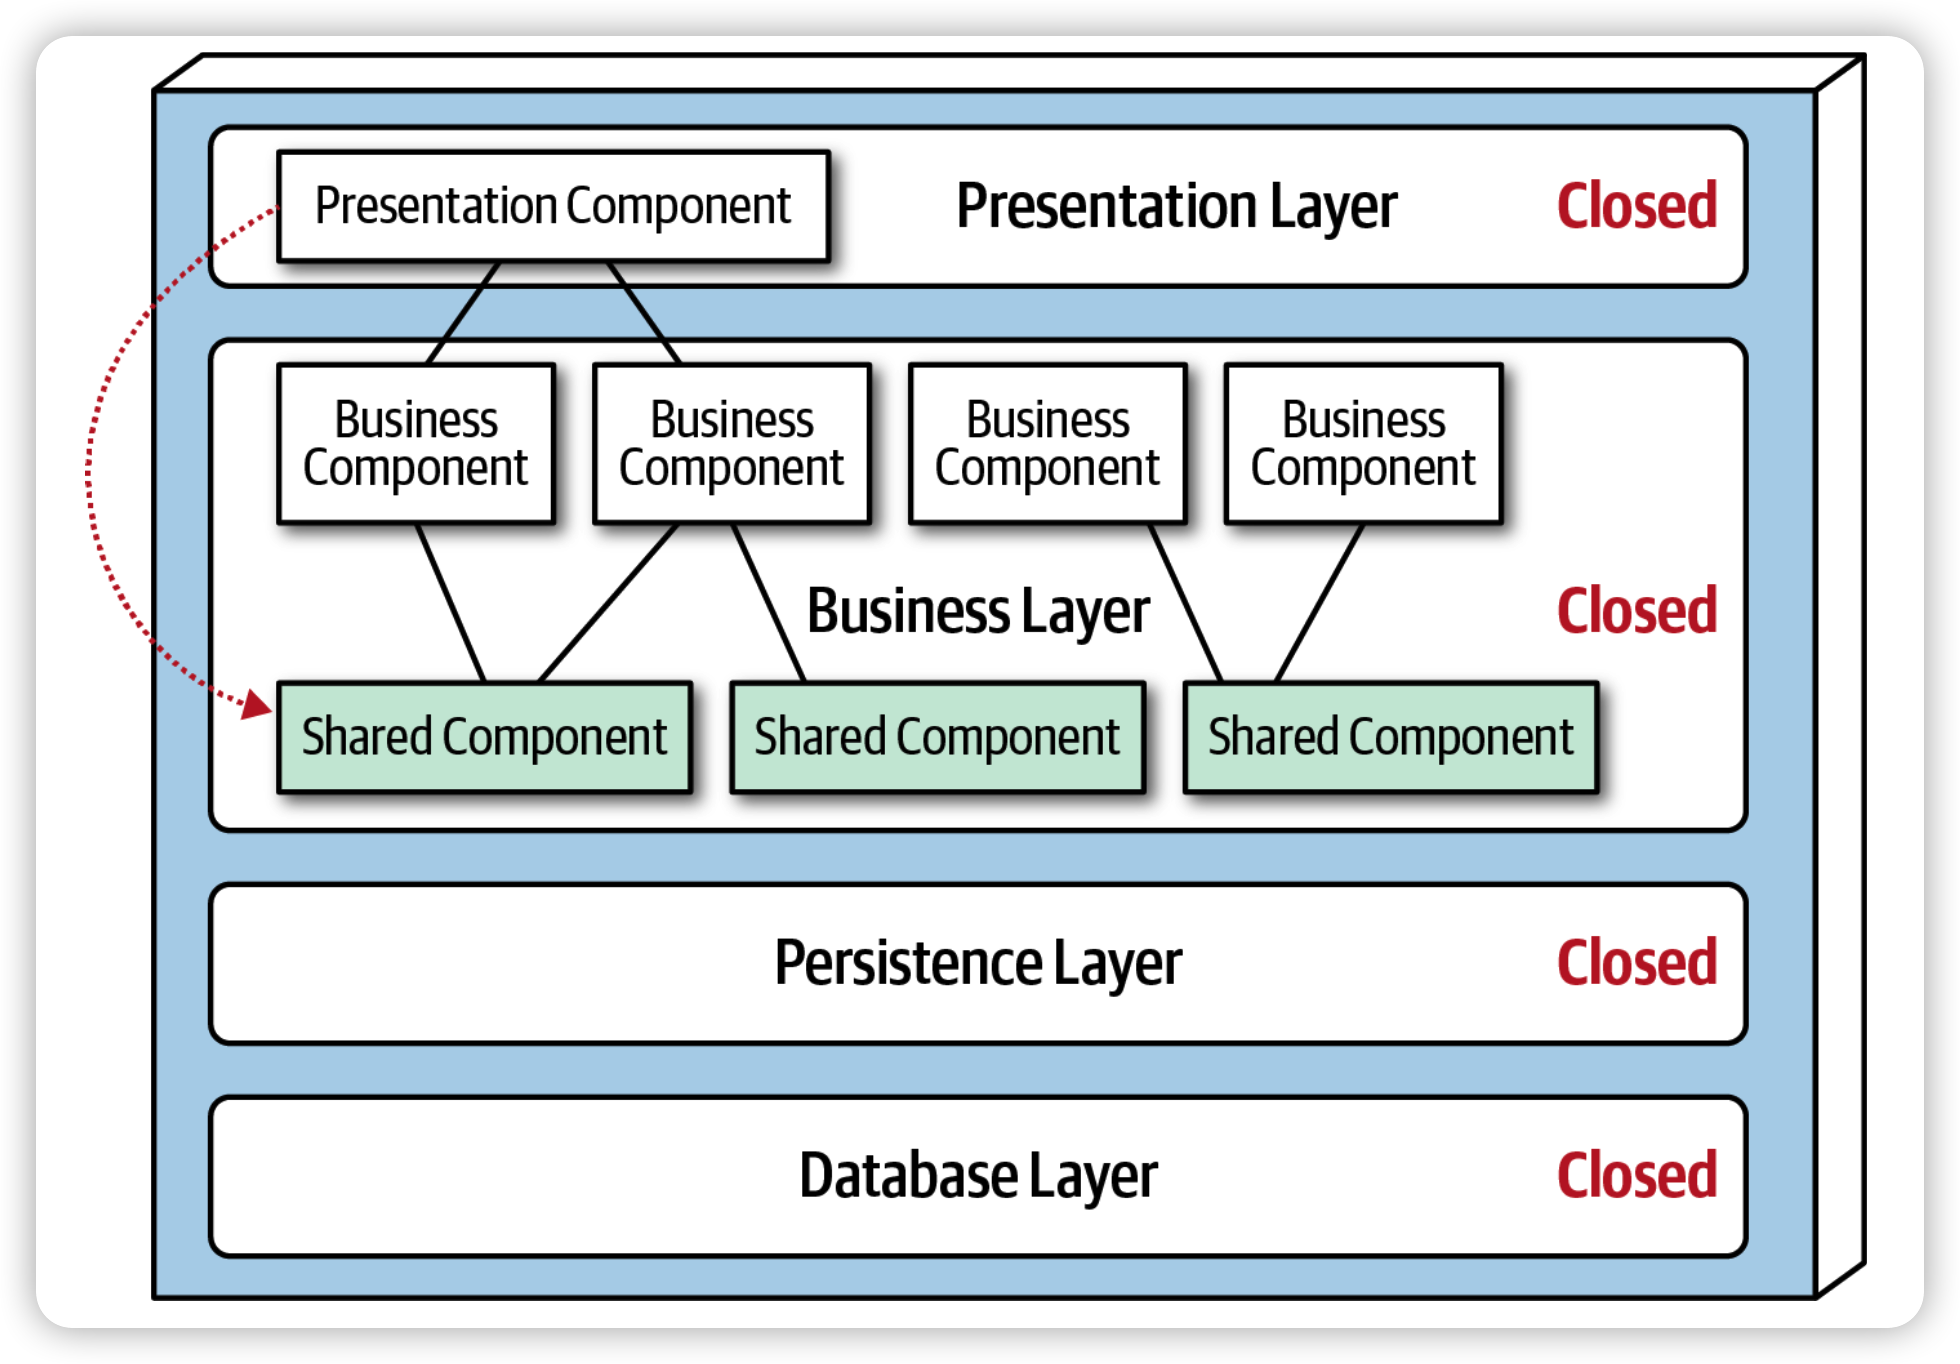 Presentation Component
Presentation Layer
Closed
Business
Component
Business
Component
Business
Component
Business
Component
Business Layer
Closed
Shared Component
Shared Component
Shared Component
Persistence Layer
Closed
Database Layer
Closed